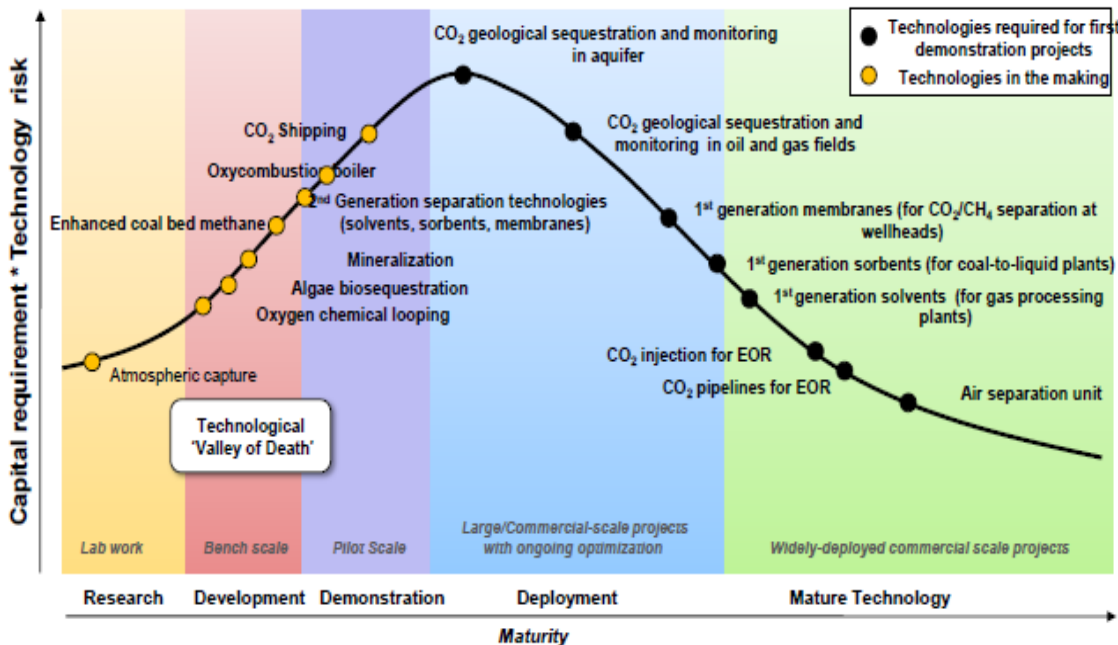 Capital requirement * Technology risk
CO2 geological sequestration and monitoring
in aquifer
Technologies required for first
demonstration projects
Technologies in the making
CO2 Shipping
CO2 geological sequestration and
monitoring in oil and gas fields
Oxycombustion boiler
2nd Generation separation technologies
(solvents, sorbents, membranes)
Enhanced coal bed methane
1st generation membranes (for CO2/CH4 separation at
wellheads)
Mineralization
1st generation sorbents (for coal-to-liquid plants)
Algae biosequestration
1st generation solvents (for gas processing
plants)
Oxygen chemical looping
CO2 injection for EOR
Atmospheric capture
CO2 pipelines for EOR
Air separation unit
Technological
'Valley of Death'
Lab work
Bench scale
Pilot Scale
Large/Commercial-scale projects
with ongoing optimization
Widely-deployed commercial scale projects
Research
Development
Demonstration
Deployment
Mature Technology
Maturity